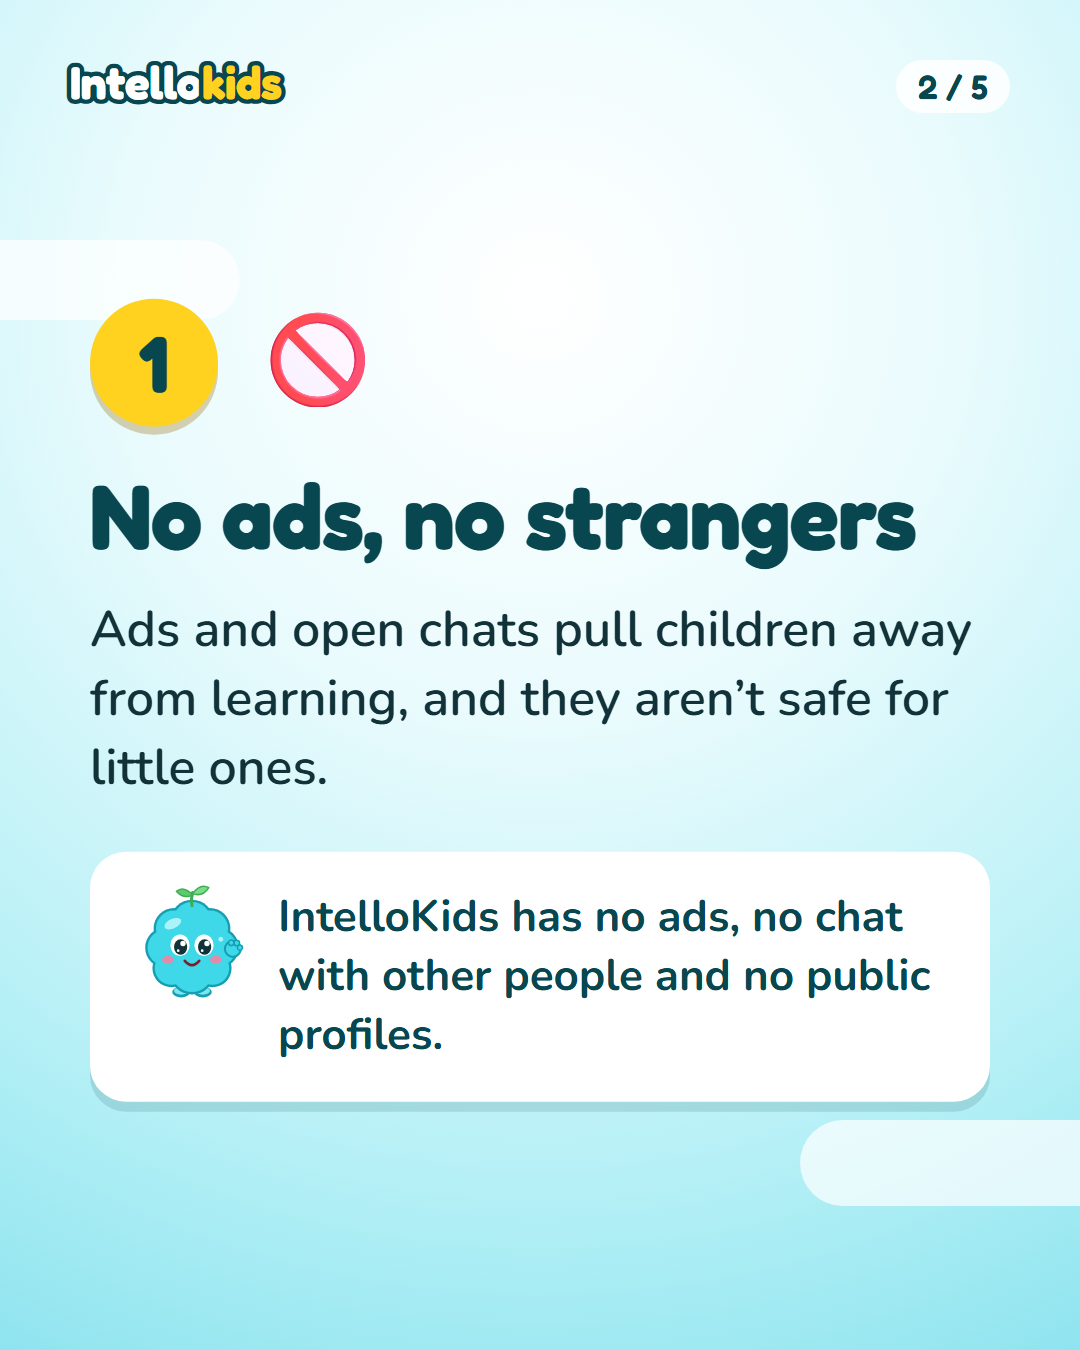 Intellokids
2 / 5
1
No ads, no strangers
Ads and open chats pull children away
from learning, and they aren’t safe for
little ones.
IntelloKids has no ads, no chat
with other people and no public
profiles.